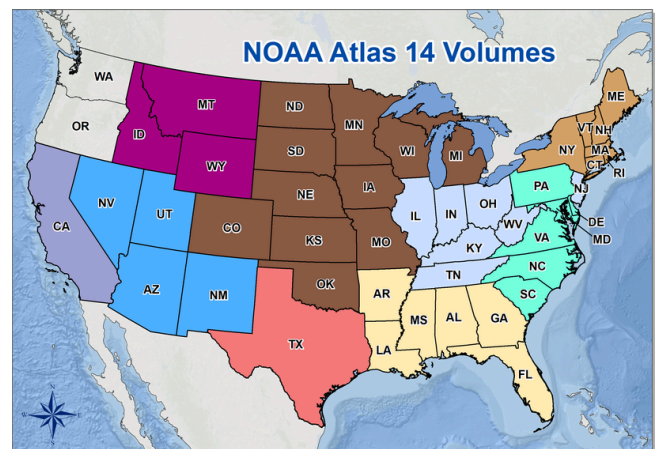 NOAA Atlas 14 Volumes
WA
MT
ND
MN
ME
OR
ID
SD
WI
MI
VT
NH
NY
MA
CT
RI
WY
NE
IA
PA
NJ
NV
UT
CO
IL
IN
OH
WV
DE
MD
CA
KS
MO
KY
VA
AZ
NM
OK
TN
NC
AR
SC
TX
MS
AL
GA
LA
FL